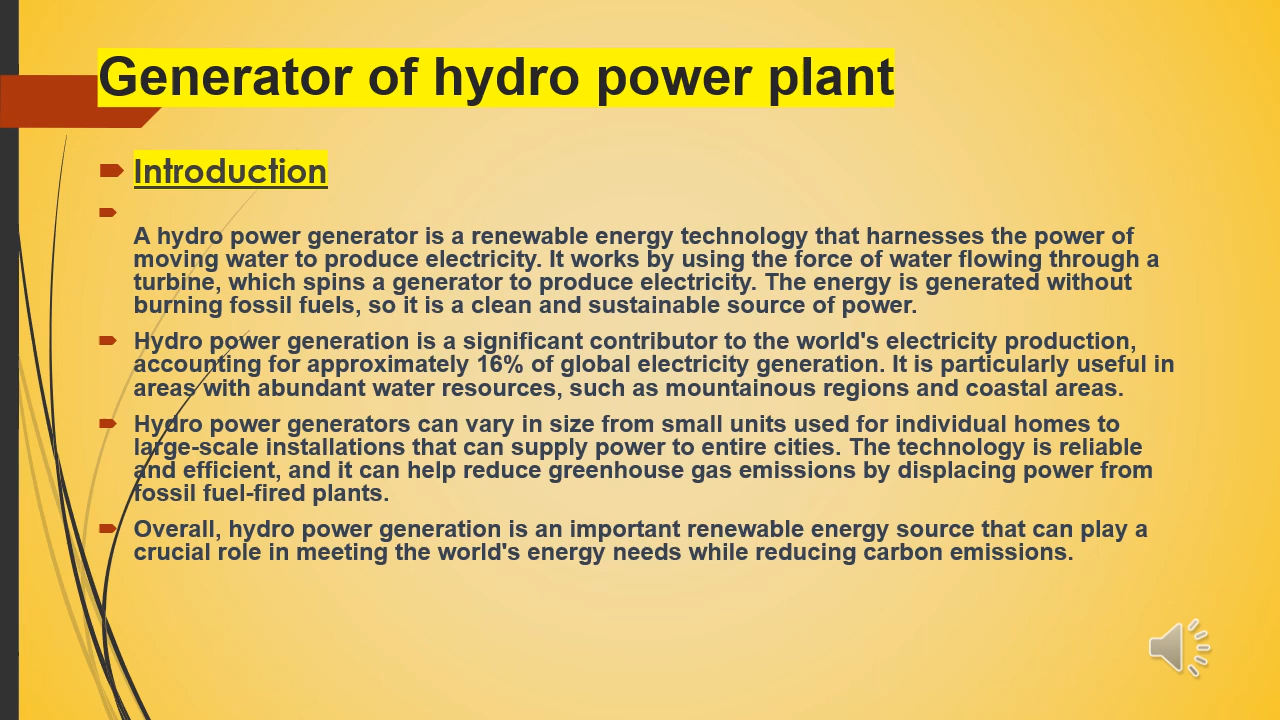 Generator of hydro power plant
Introduction
A hydro power generator is a renewable energy technology that harnesses the power of
moving water to produce electricity. It works by using the force of water flowing through a
turbine, which spins a generator to produce electricity. The energy is generated without
burning fossil fuels, so it is a clean and sustainable source of power.
Hydro power generation is a significant contributor to the world's electricity production,
accounting for approximately 16% of global electricity generation. It is particularly useful in
areas with abundant water resources, such as mountainous regions and coastal areas.
Hydro power generators can vary in size from small units used for individual homes to
large-scale installations that can supply power to entire cities. The technology is reliable
and efficient, and it can help reduce greenhouse gas emissions by displacing power from
fossil fuel-fired plants.
Overall, hydro power generation is an important renewable energy source that can play a
crucial role in meeting the world's energy needs while reducing carbon emissions.